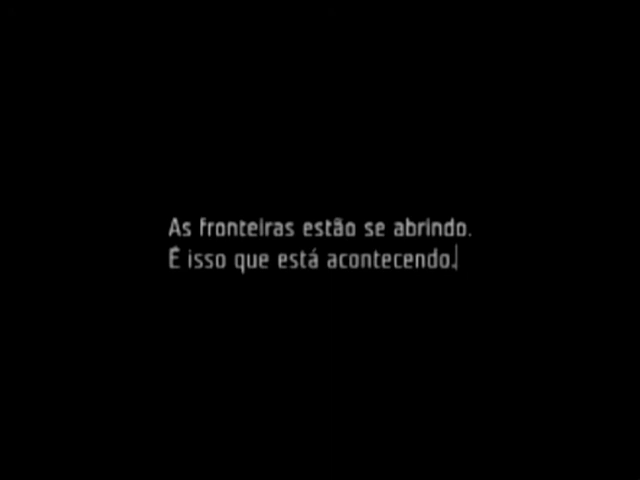 As fronteiras estão se abrindo.
É isso que está acontecendo.